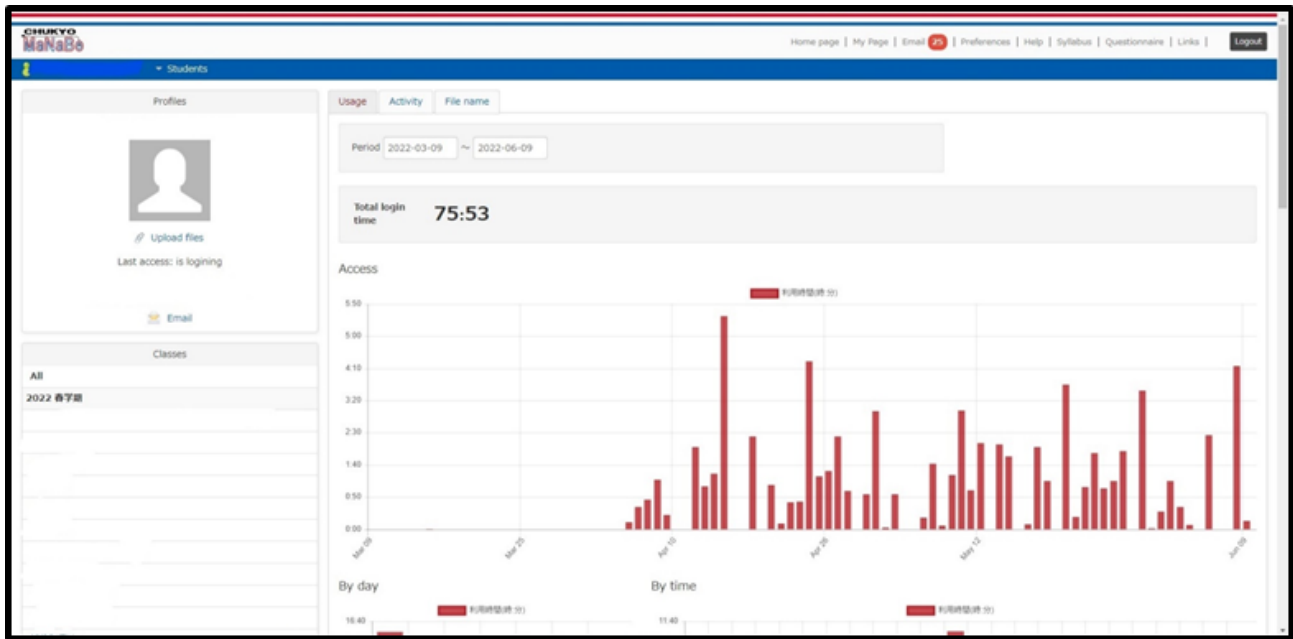 CHUKYO
MaNaBo
Home page | My Page | Email 25 | Preferences | Help | Syllabus | Questionnaire | Links | Logout
Students
Profiles
Upload files
Last access: is logining
Email
Classes
All
2022 春学期
Usage Activity File name
Period 2022-03-09 ～ 2022-06-09
Total login time 75:53
Access
利用時間(時:分)
5:50
5:00
4:10
3:20
2:30
1:40
0:50
0:00
Mar 09 Mar 25 Apr 10 Apr 26 May 12 Jun 09
By day
利用時間(時:分)
16:40
By time
利用時間(時:分)
11:40